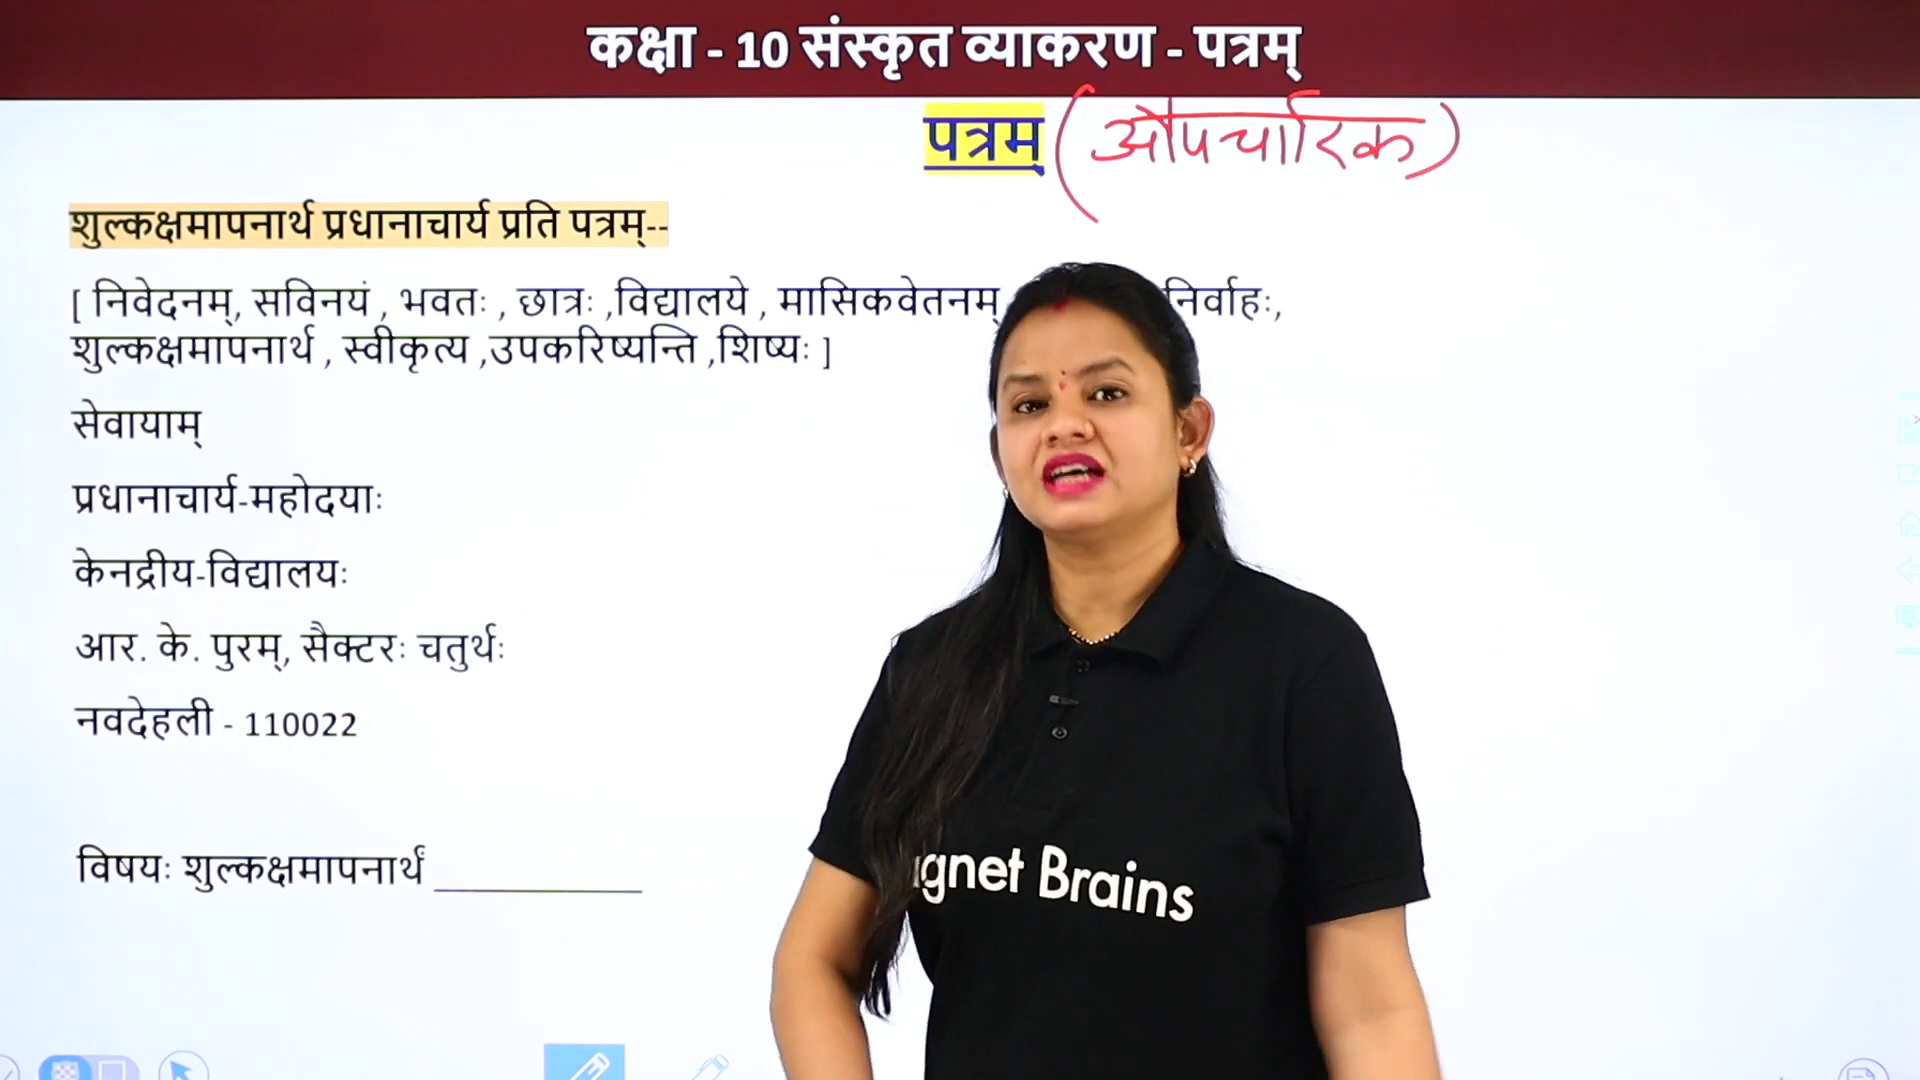 कक्षा - 10 संस्कृत व्याकरण - पत्रम्
पत्रम् (औपचारिक)
शुल्कक्षमापनार्थ प्रधानाचार्य प्रति पत्रम्--
[ निवेदनम्, सविनयं , भवतः , छात्रः ,विद्यालये , मासिकवेतनम् निर्वाहः,
शुल्कक्षमापनार्थ , स्वीकृत्य ,उपकरिष्यन्ति ,शिष्यः ]
सेवायाम्
प्रधानाचार्य-महोदयाः
केनद्रीय-विद्यालयः
आर. के. पुरम्, सैक्टरः चतुर्थः
नवदेहली - 110022
विषयः शुल्कक्षमापनार्थं __________
gnet Brains